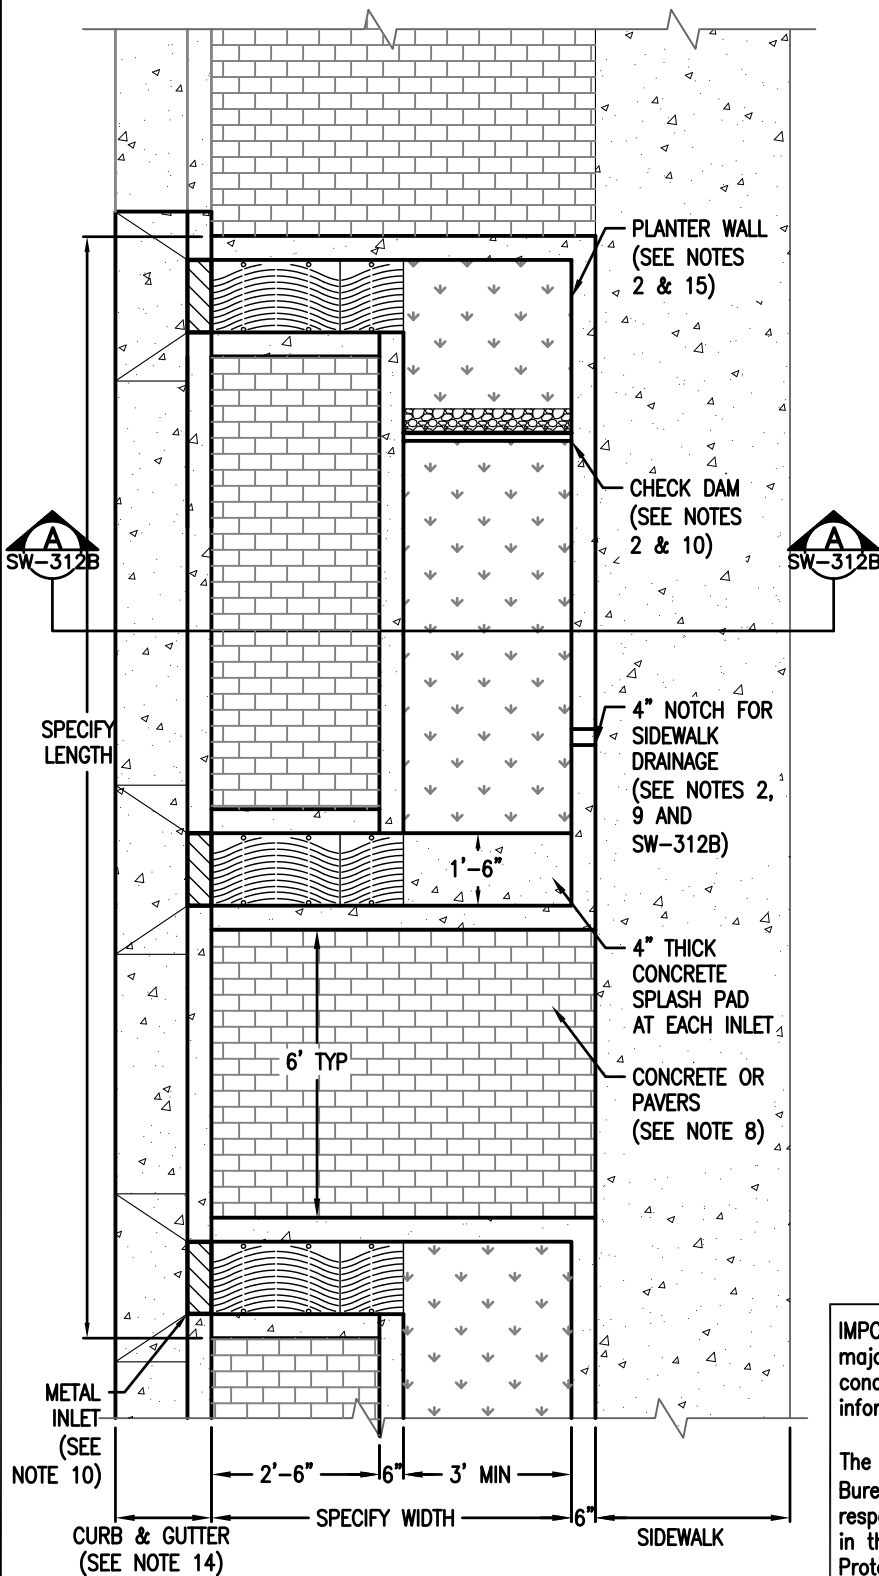 PLANTER WALL
(SEE NOTES
2 & 15)
CHECK DAM
(SEE NOTES
2 & 10)
A
SW-312B
A
SW-312B
4" NOTCH FOR
SIDEWALK
DRAINAGE
(SEE NOTES 2,
9 AND
SW-312B)
SPECIFY
LENGTH
1'-6"
4" THICK
CONCRETE
SPLASH PAD
AT EACH INLET
6' TYP
CONCRETE OR
PAVERS
(SEE NOTE 8)
METAL
INLET
(SEE
NOTE 10)
2'-6"
6"
3' MIN
SPECIFY WIDTH
6"
SIDEWALK
CURB & GUTTER
(SEE NOTE 14)
The
in th